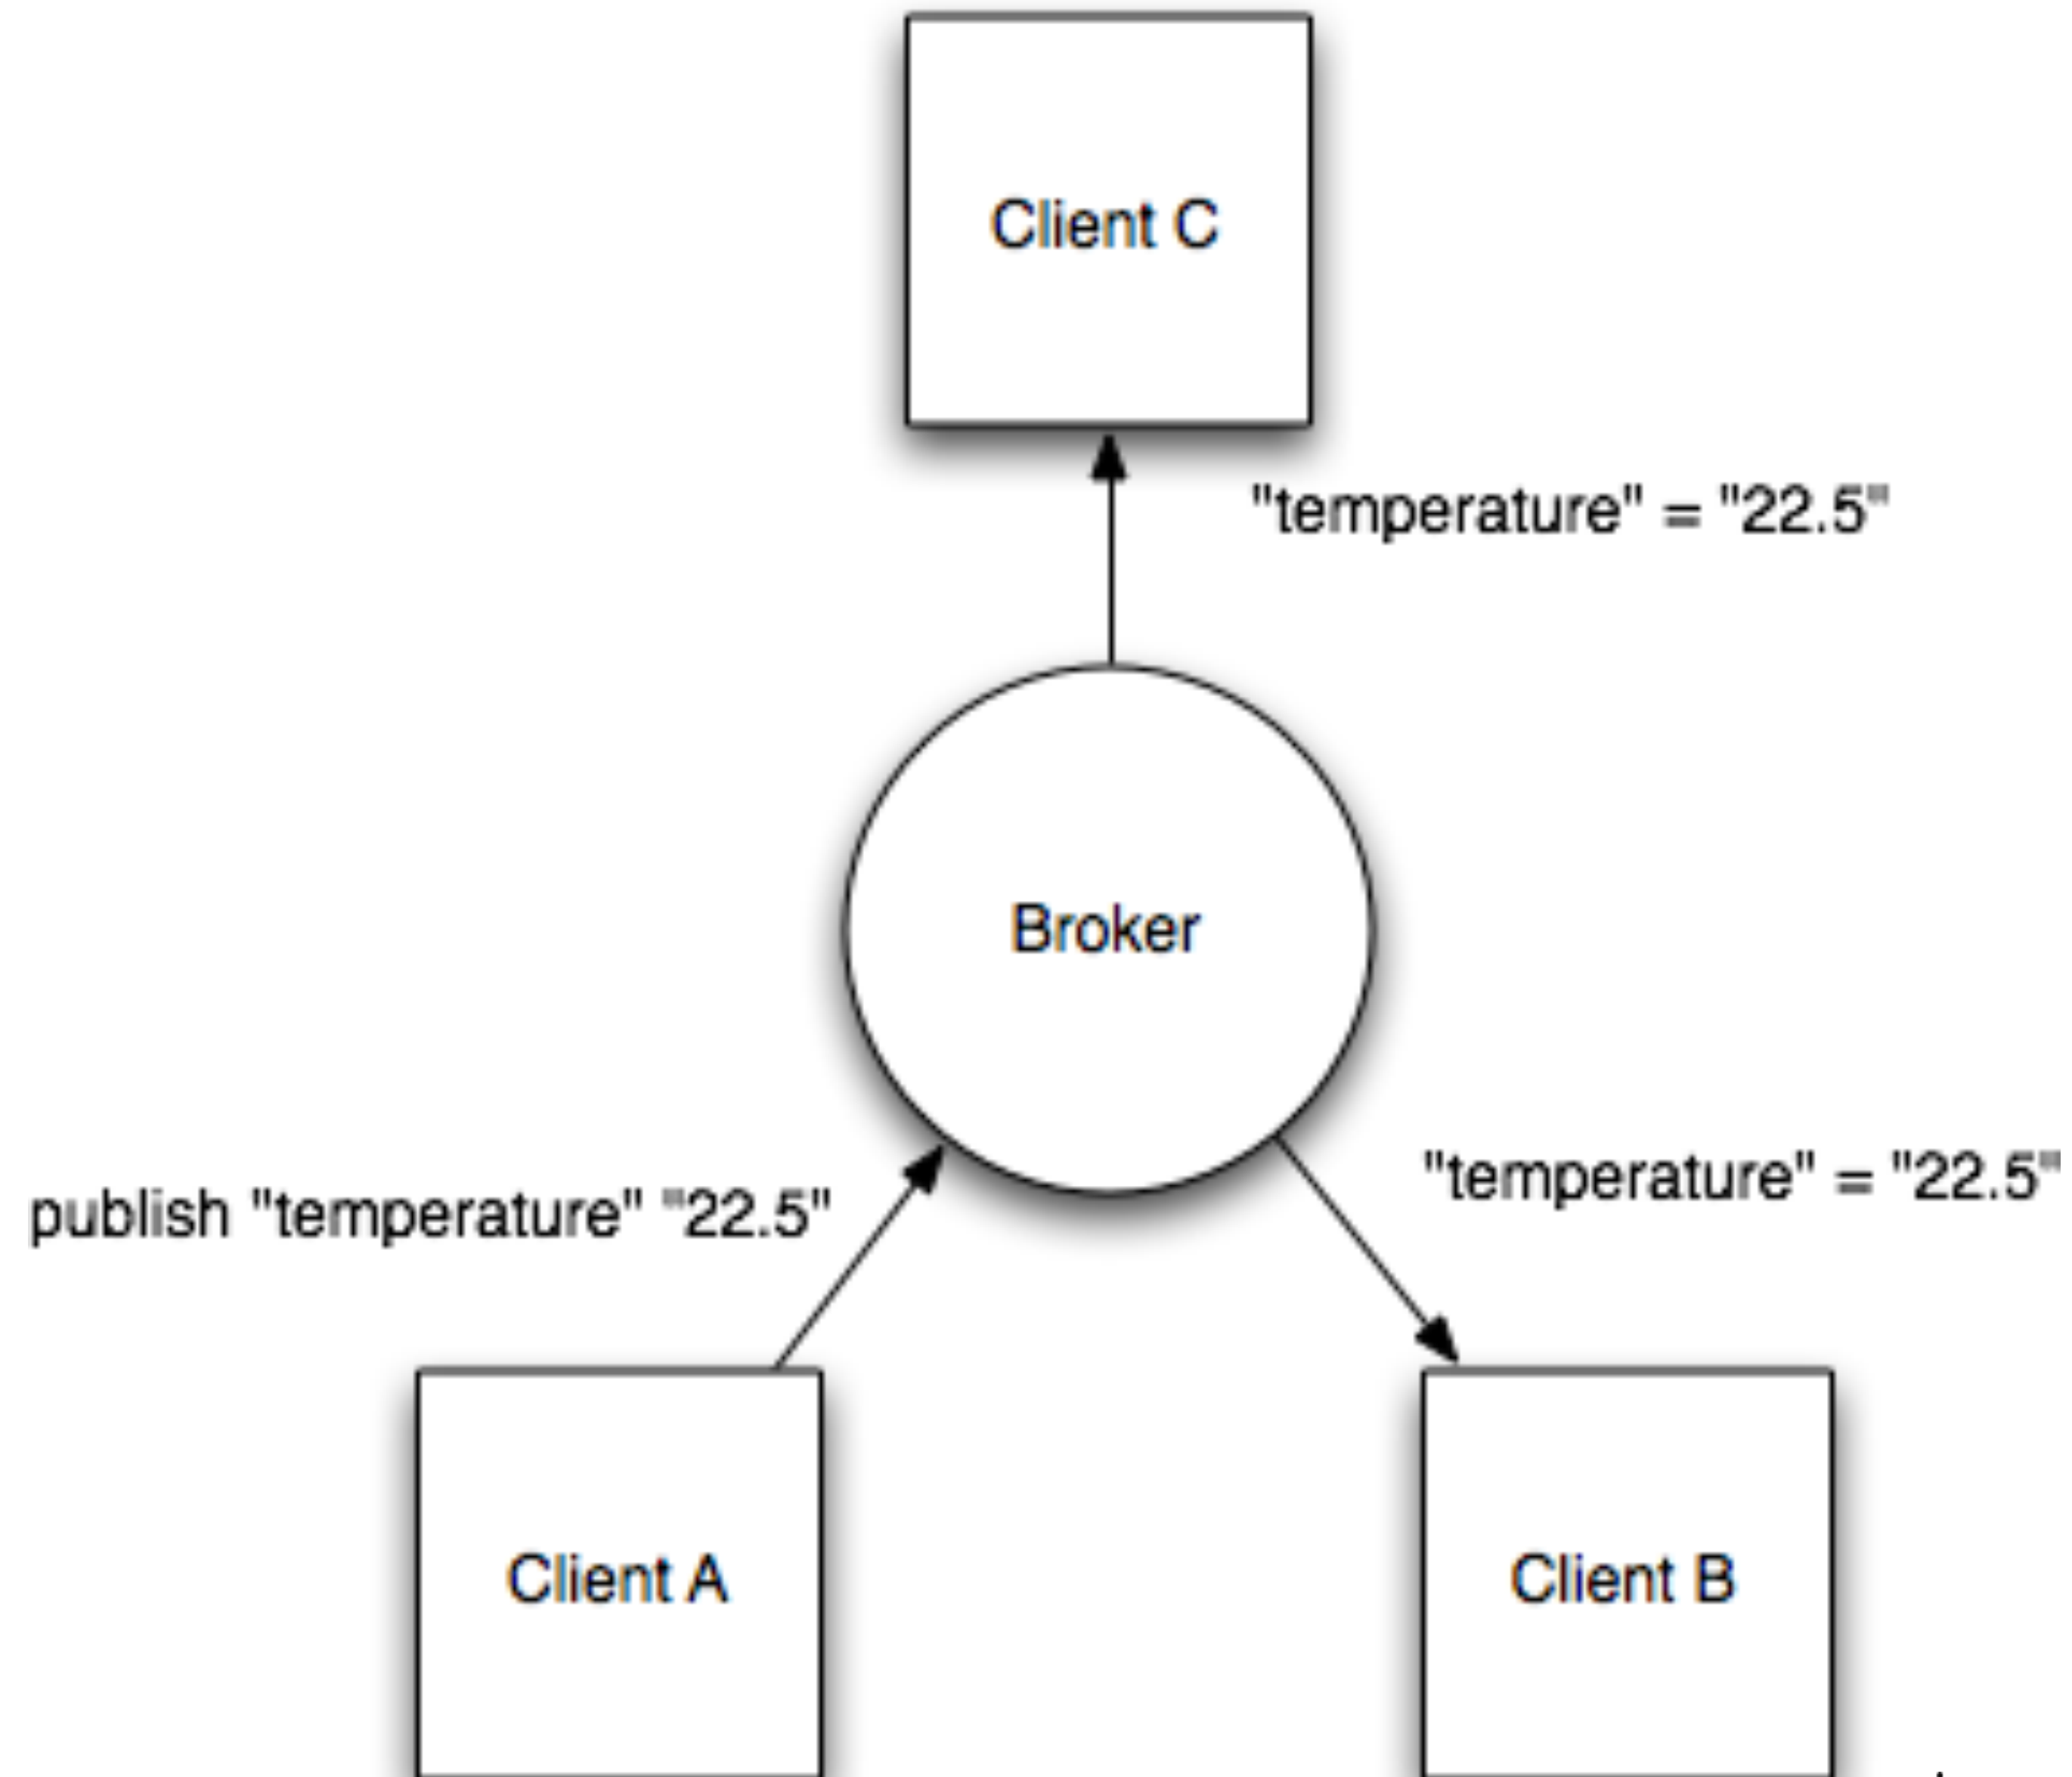 Client C
"temperature" = "22.5"
Broker
"temperature" = "22.5"
publish "temperature" "22.5"
Client A
Client B